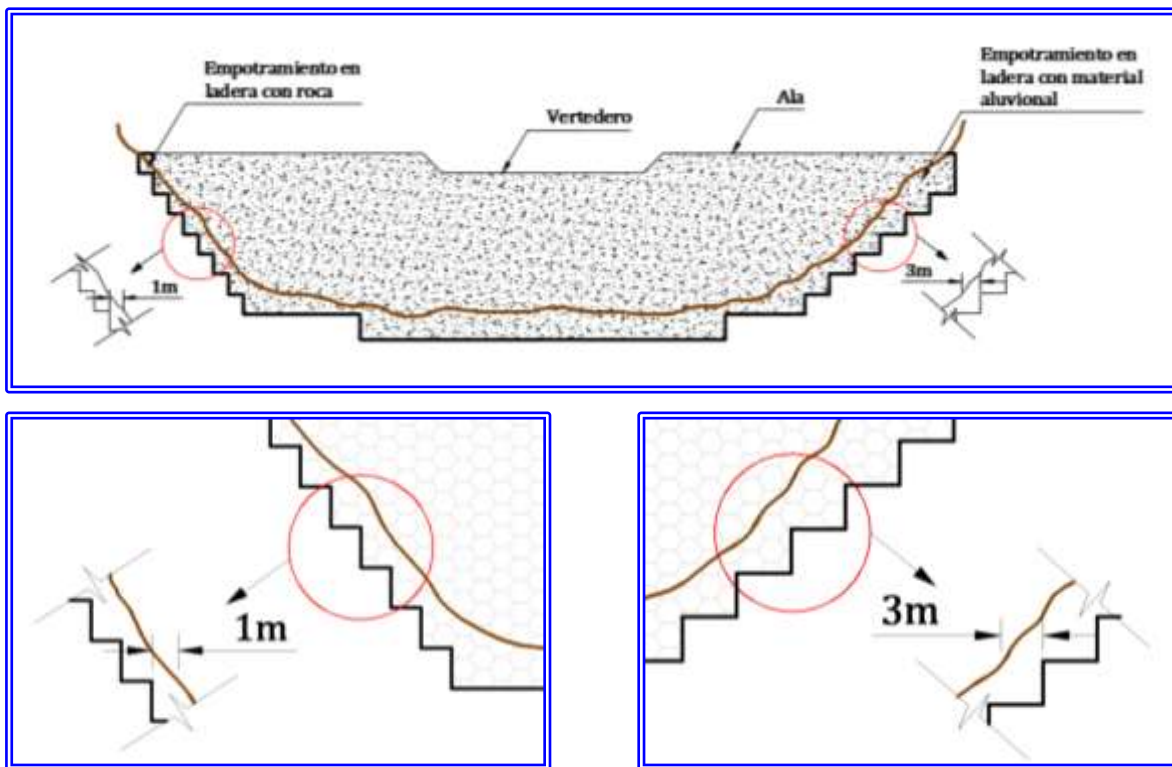 Empotramiento en
ladera con roca
Vertedero
Ala
Empotramiento en
ladera con material
aluvional
1m
3m
1m
3m